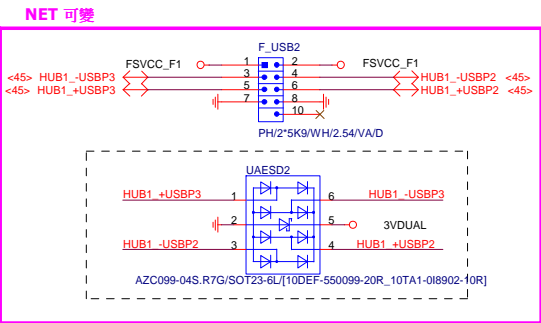 NET 可變
F_USB2
FSVCC_F1 1 2 FSVCC_F1
<45> HUB1_-USBP3 3 4 HUB1_-USBP2 <45>
<45> HUB1_+USBP3 5 6 HUB1_+USBP2 <45>
7 8
10
PH/2*5K9/WH/2.54/VA/D
UAESD2
HUB1_+USBP3 1 6 HUB1_-USBP3
2 5 3VDUAL
HUB1_-USBP2 3 4 HUB1_+USBP2
AZC099-04S.R7G/SOT23-6L/[10DEF-550099-20R_10TA1-0I8902-10R]